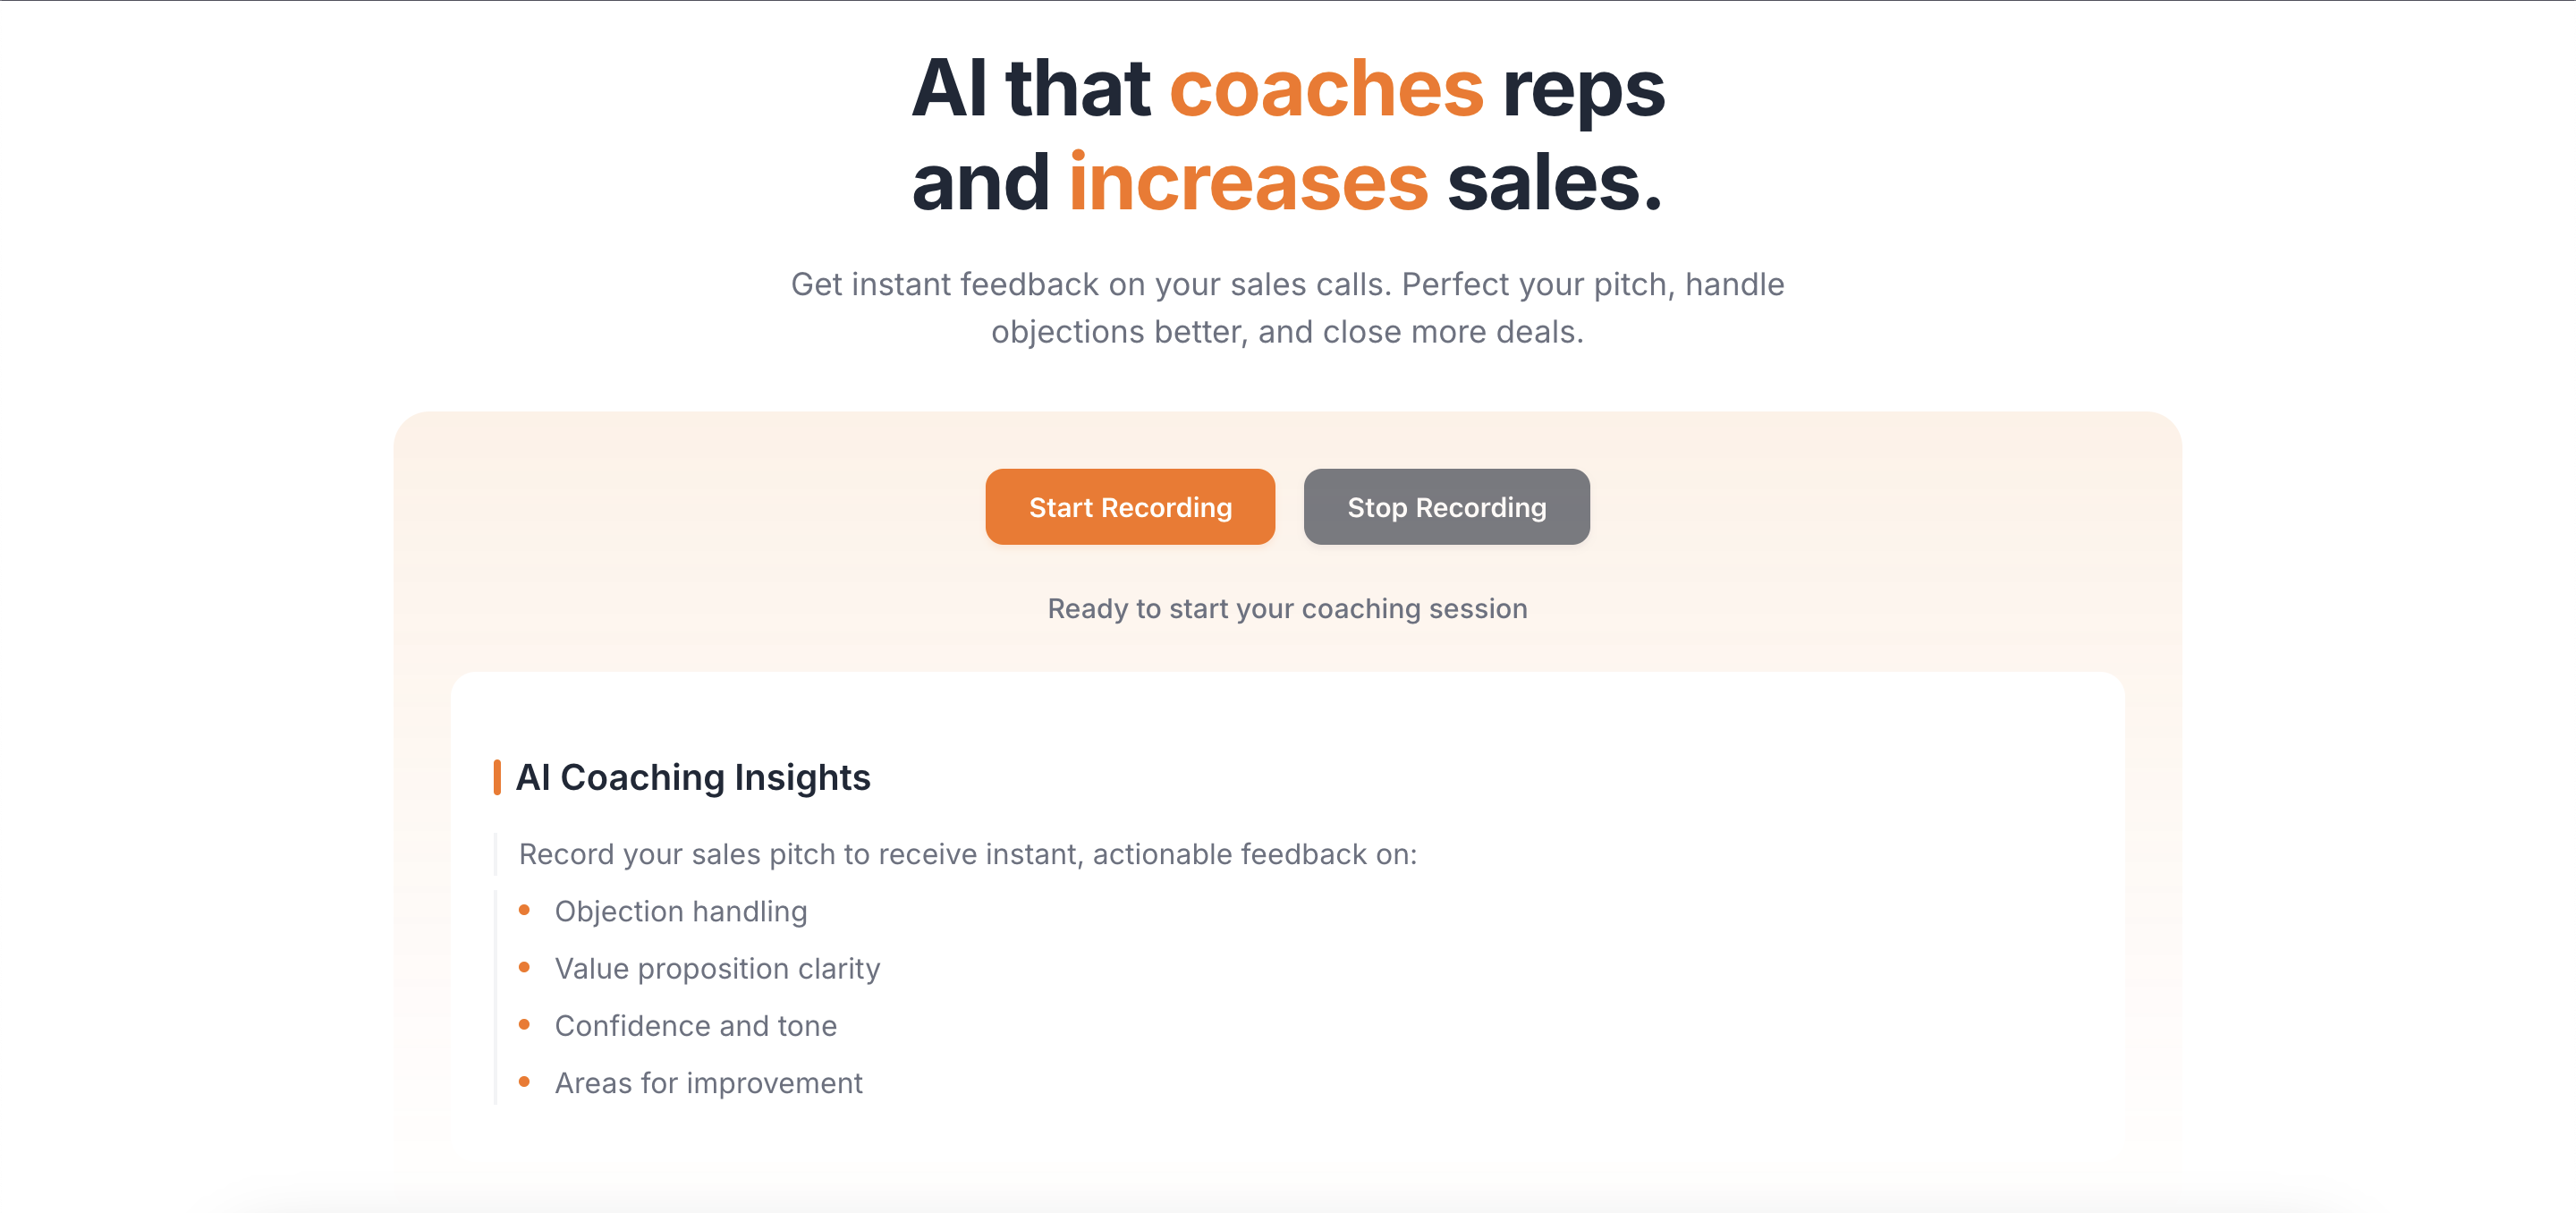 AI that coaches reps
and increases sales.
Get instant feedback on your sales calls. Perfect your pitch, handle
objections better, and close more deals.
Start Recording
Stop Recording
Ready to start your coaching session
AI Coaching Insights
Record your sales pitch to receive instant, actionable feedback on:
Objection handling
Value proposition clarity
Confidence and tone
Areas for improvement